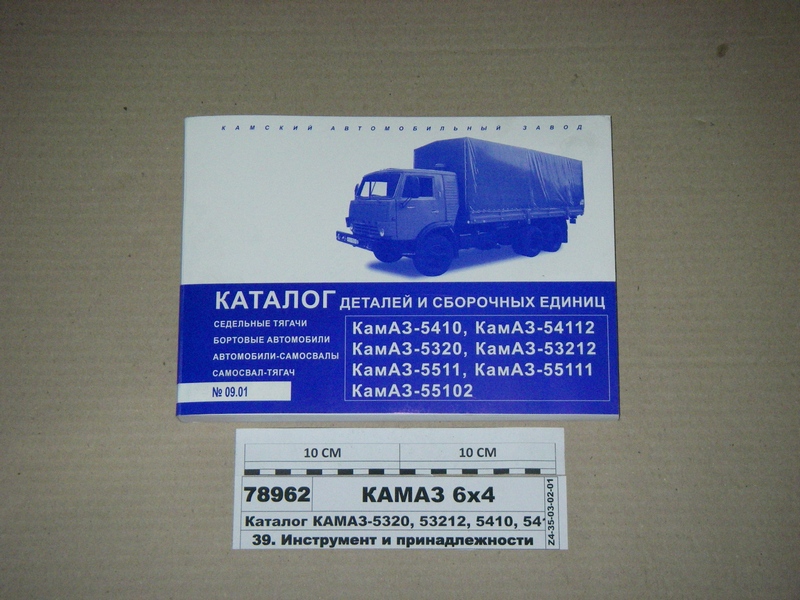 КАМСКИЙ АВТОМОБИЛЬНЫЙ ЗАВОД
КАТАЛОГ ДЕТАЛЕЙ И СБОРОЧНЫХ ЕДИНИЦ
СЕДЕЛЬНЫЕ ТЯГАЧИ
БОРТОВЫЕ АВТОМОБИЛИ
АВТОМОБИЛИ-САМОСВАЛЫ
САМОСВАЛ-ТЯГАЧ
№ 09.01
КамАЗ-5410, КамАЗ-54112
КамАЗ-5320, КамАЗ-53212
КамАЗ-5511, КамАЗ-55111
КамАЗ-55102
10 СМ 10 СМ
78962 КАМАЗ 6х4
Каталог КАМАЗ-5320, 53212, 5410, 541
39. Инструмент и принадлежности
Z4-35-03-02-01